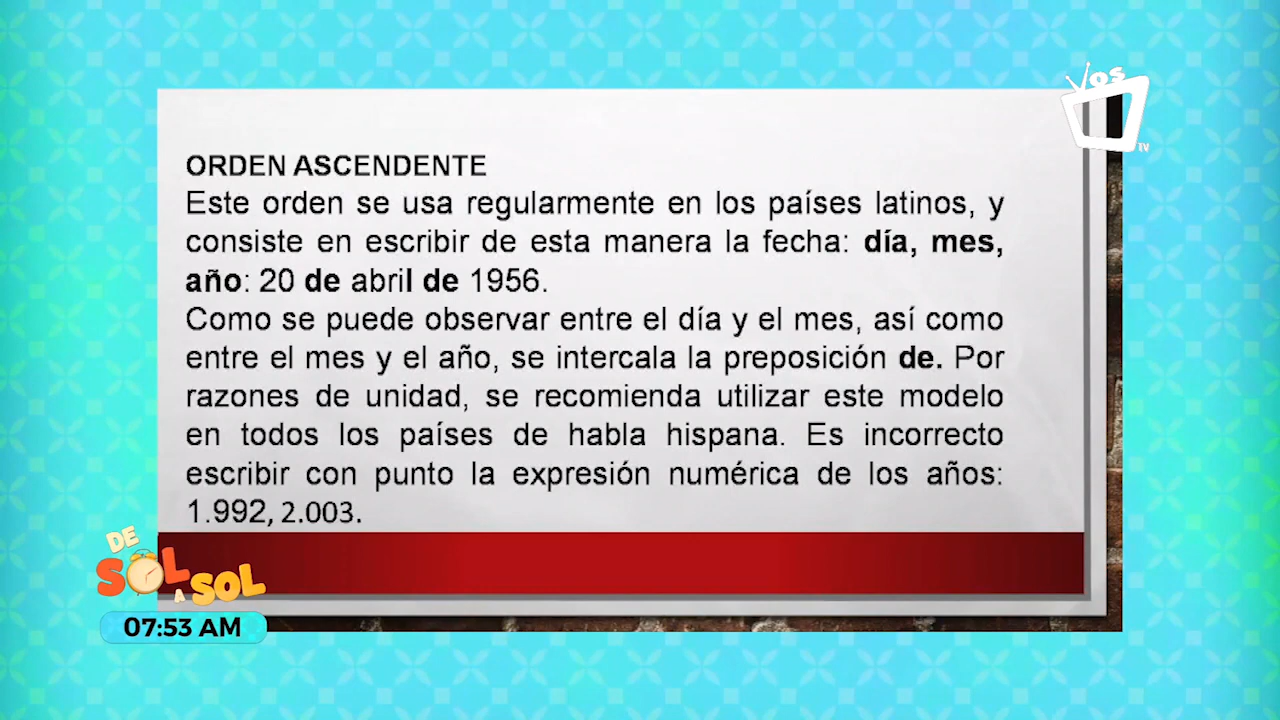 VOS
TV
ORDEN ASCENDENTE
Este orden se usa regularmente en los países latinos, y
consiste en escribir de esta manera la fecha: día, mes,
año: 20 de abril de 1956.
Como se puede observar entre el día y el mes, así como
entre el mes y el año, se intercala la preposición de. Por
razones de unidad, se recomienda utilizar este modelo
en todos los países de habla hispana. Es incorrecto
escribir con punto la expresión numérica de los años:
1.992, 2.003.
DE
SOL
A SOL
07:53 AM